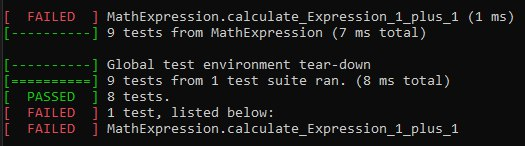 [  FAILED  ] MathExpression.calculate_Expression_1_plus_1 (1 ms)
[----------] 9 tests from MathExpression (7 ms total)
[----------] Global test environment tear-down
[==========] 9 tests from 1 test suite ran. (8 ms total)
[  PASSED  ] 8 tests.
[  FAILED  ] 1 test, listed below:
[  FAILED  ] MathExpression.calculate_Expression_1_plus_1